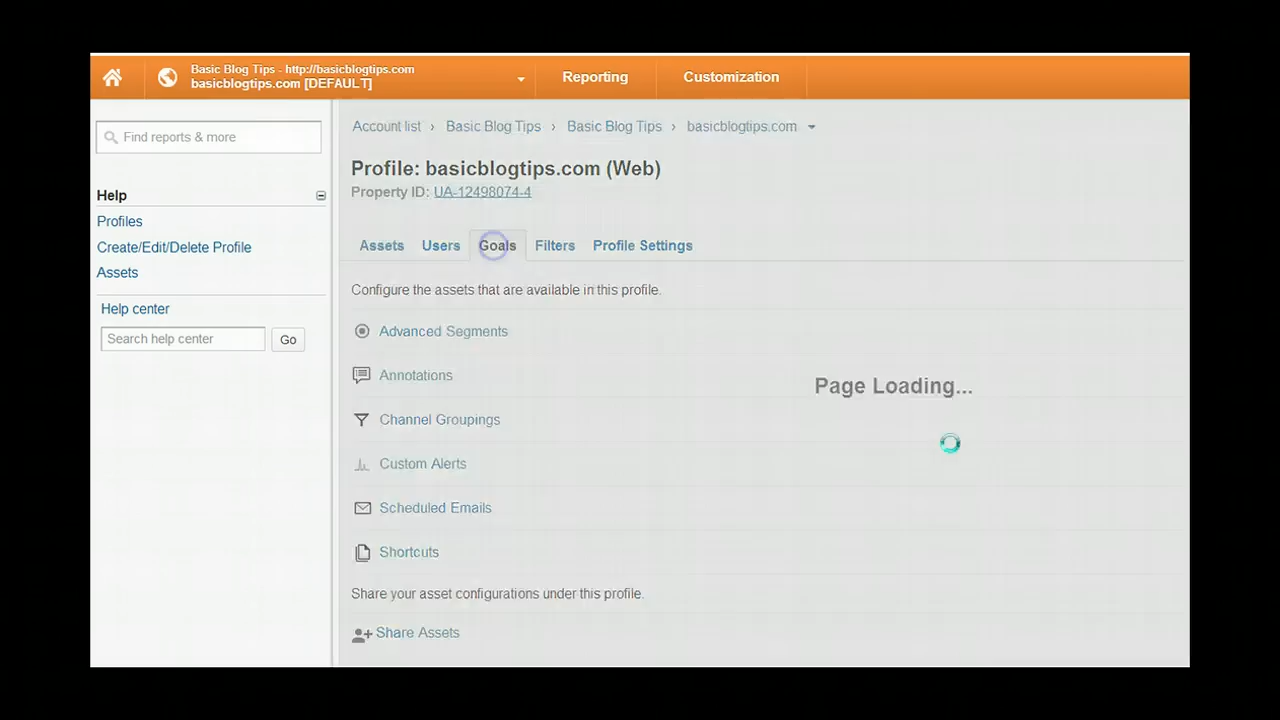 Basic Blog Tips - http://basicblogtips.com
basicblogtips.com [DEFAULT]
Reporting
Customization
Find reports & more
Help
Profiles
Create/Edit/Delete Profile
Assets
Help center
Search help center
Go
Account list › Basic Blog Tips › Basic Blog Tips › basicblogtips.com
Profile: basicblogtips.com (Web)
Property ID: UA-12498074-4
Assets Users Goals Filters Profile Settings
Configure the assets that are available in this profile.
Advanced Segments
Annotations
Page Loading...
Channel Groupings
Custom Alerts
Scheduled Emails
Shortcuts
Share your asset configurations under this profile.
Share Assets